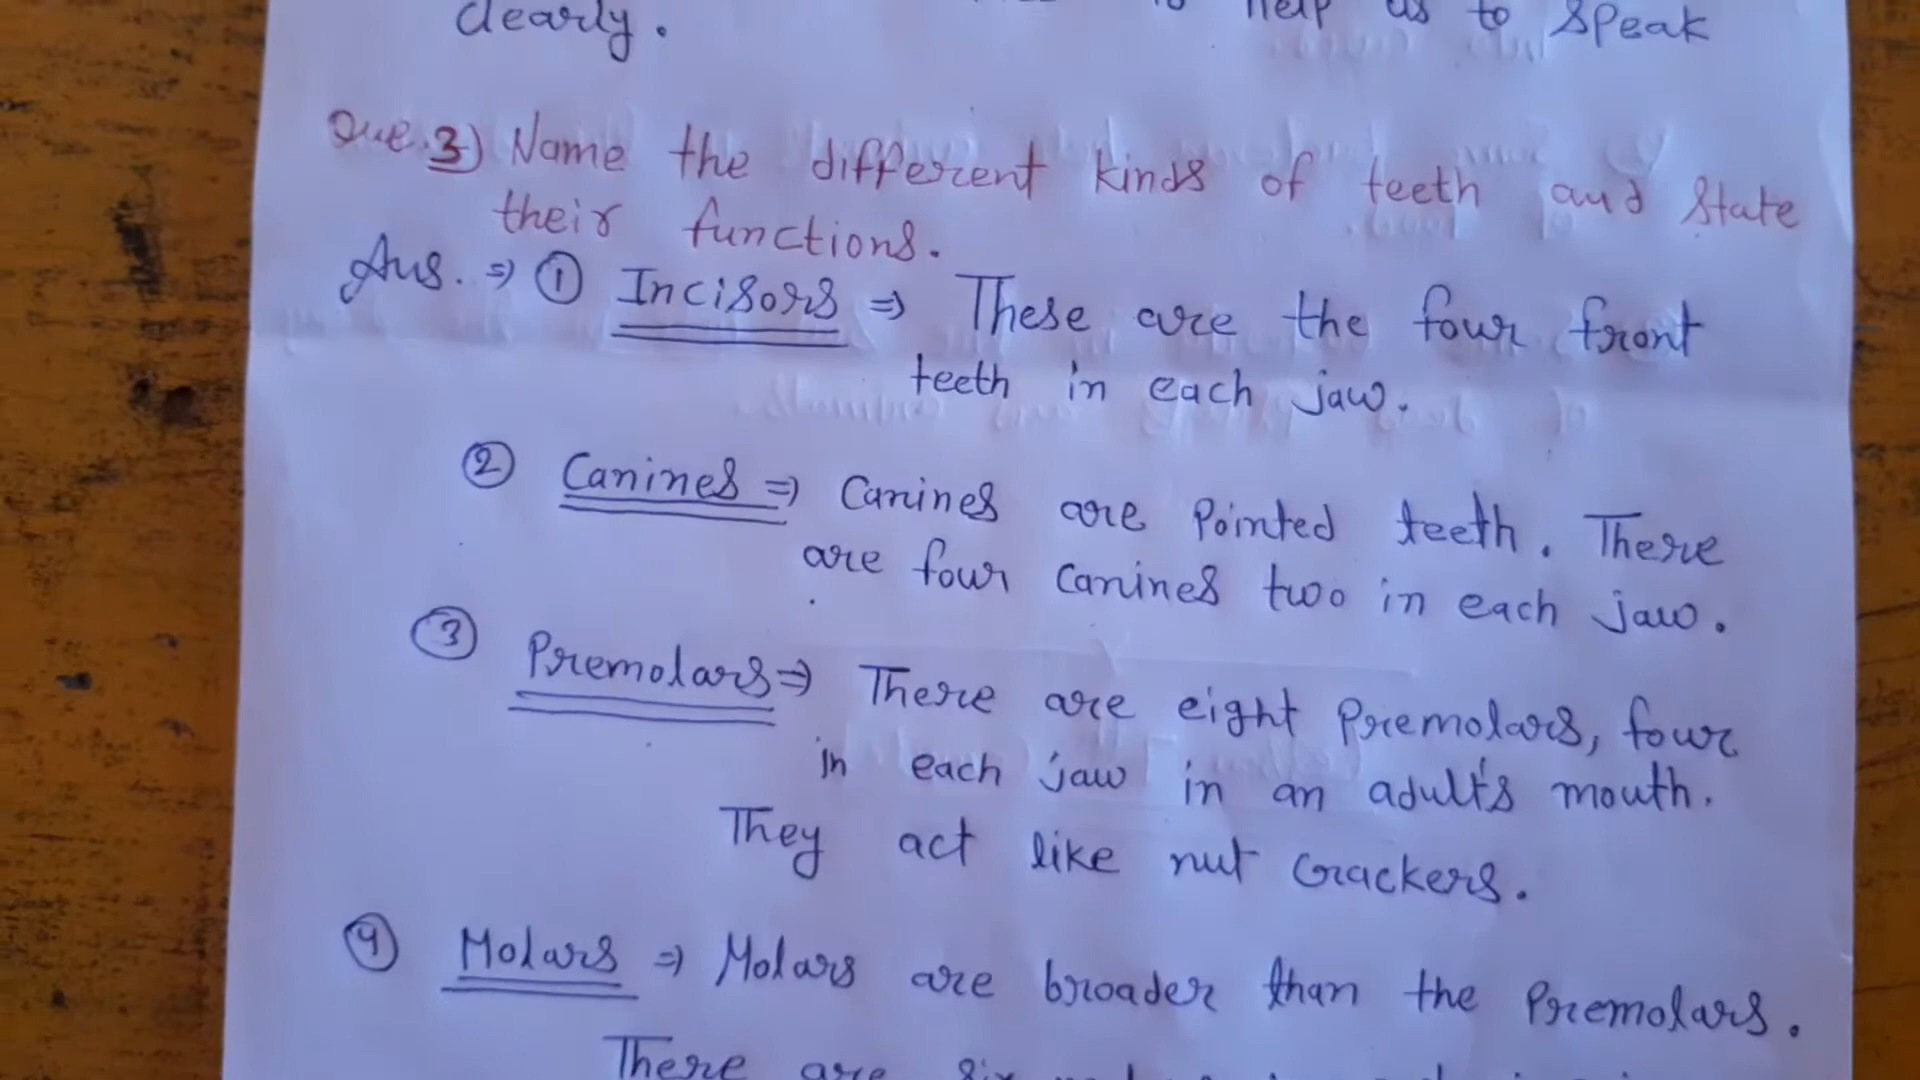 clearly. help us to speak
Que.3) Name the different kinds of teeth and State
their functions.
Ans. ⇒ ① Incisors ⇒ These are the four front
teeth in each jaw.
② Canines ⇒ Canines are Pointed teeth. There
are four Canines two in each jaw.
③ Premolars ⇒ There are eight Premolars, four
in each jaw in an adult's mouth.
They act like nut Crackers.
④ Molars ⇒ Molars are broader than the Premolars.
There are six